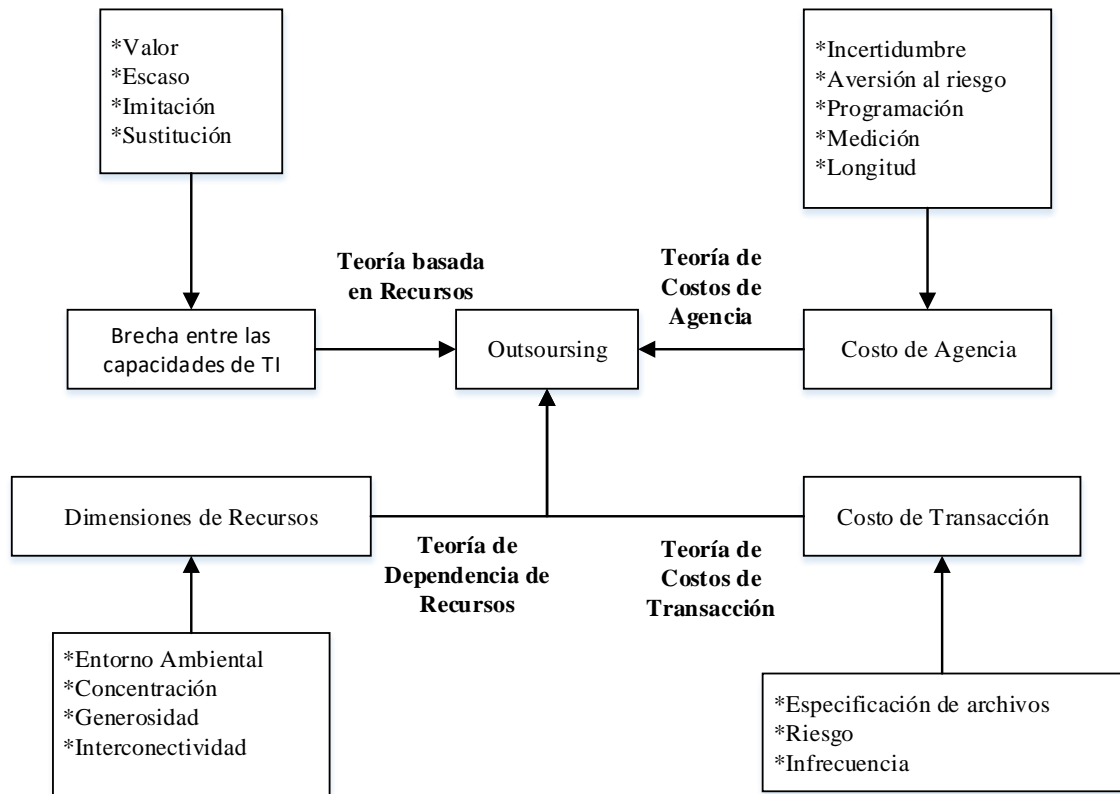 *Valor
*Escaso
*Imitación
*Sustitución
*Incertidumbre
*Aversión al riesgo
*Programación
*Medición
*Longitud
Teoría basada
en Recursos
Teoría de
Costos de
Agencia
Brecha entre las
capacidades de TI
Outsoursing
Costo de Agencia
Dimensiones de Recursos
Costo de Transacción
Teoría de
Dependencia de
Recursos
Teoría de
Costos de
Transacción
*Entorno Ambiental
*Concentración
*Generosidad
*Interconectividad
*Especificación de archivos
*Riesgo
*Infrecuencia